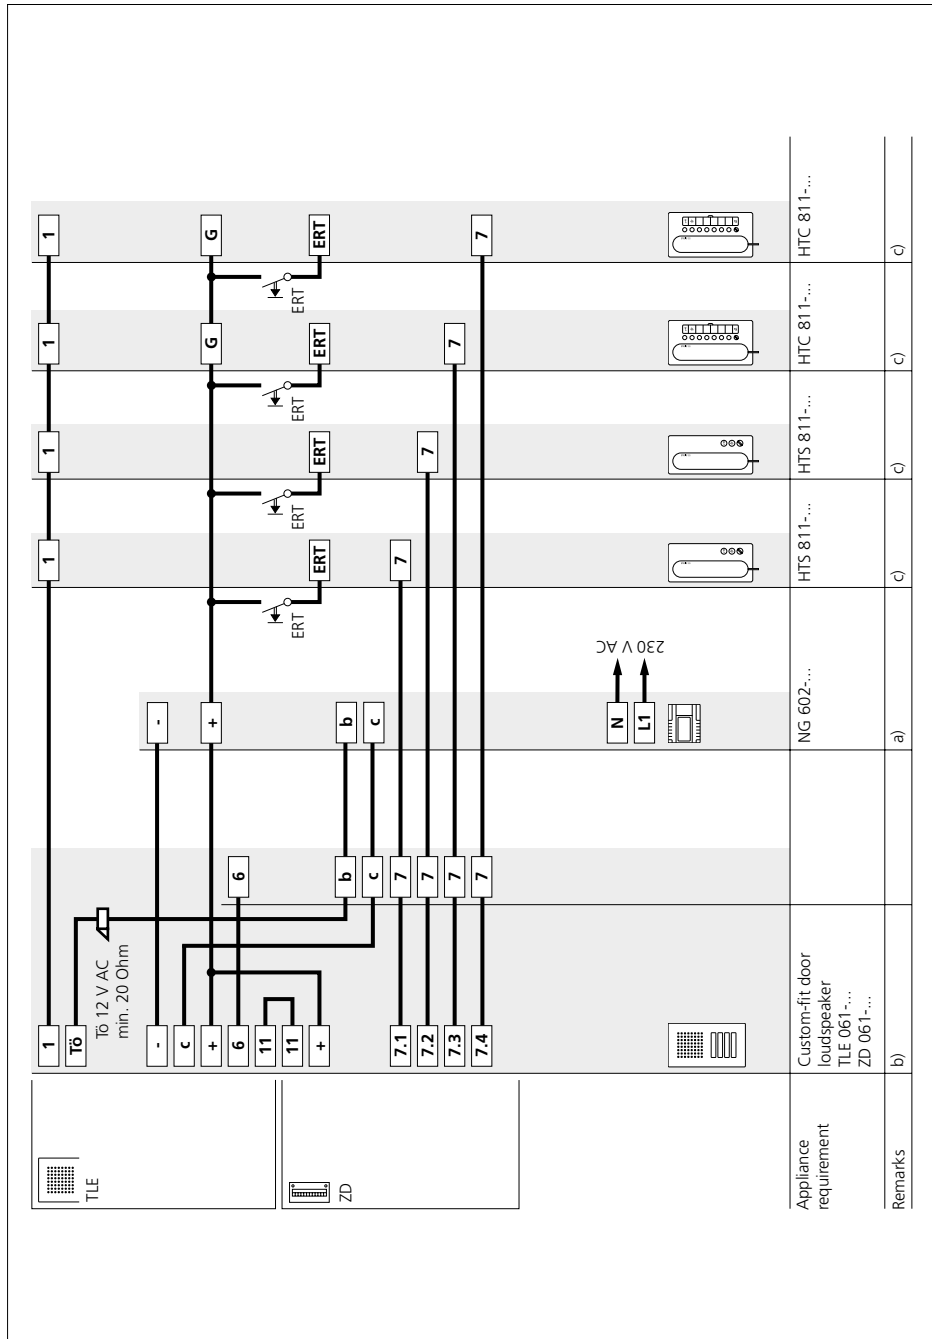 1 1 1 1 1
Tö
TLE
Tö 12 V AC
min. 20 Ohm
- -
c
+ + G G
6 6
11
11
ERT ERT ERT ERT
+ ERT ERT ERT ERT
ZD
b b
c c
7.1 7 7
7.2 7 7
7.3 7 7
7.4 7 7
N
230 V AC
L1
Appliance
requirement
Custom-fit door
loudspeaker
TLE 061-...
ZD 061-...
NG 602-...
HTS 811-...
HTS 811-...
HTC 811-...
HTC 811-...
Remarks
b)
a)
c)
c)
c)
c)